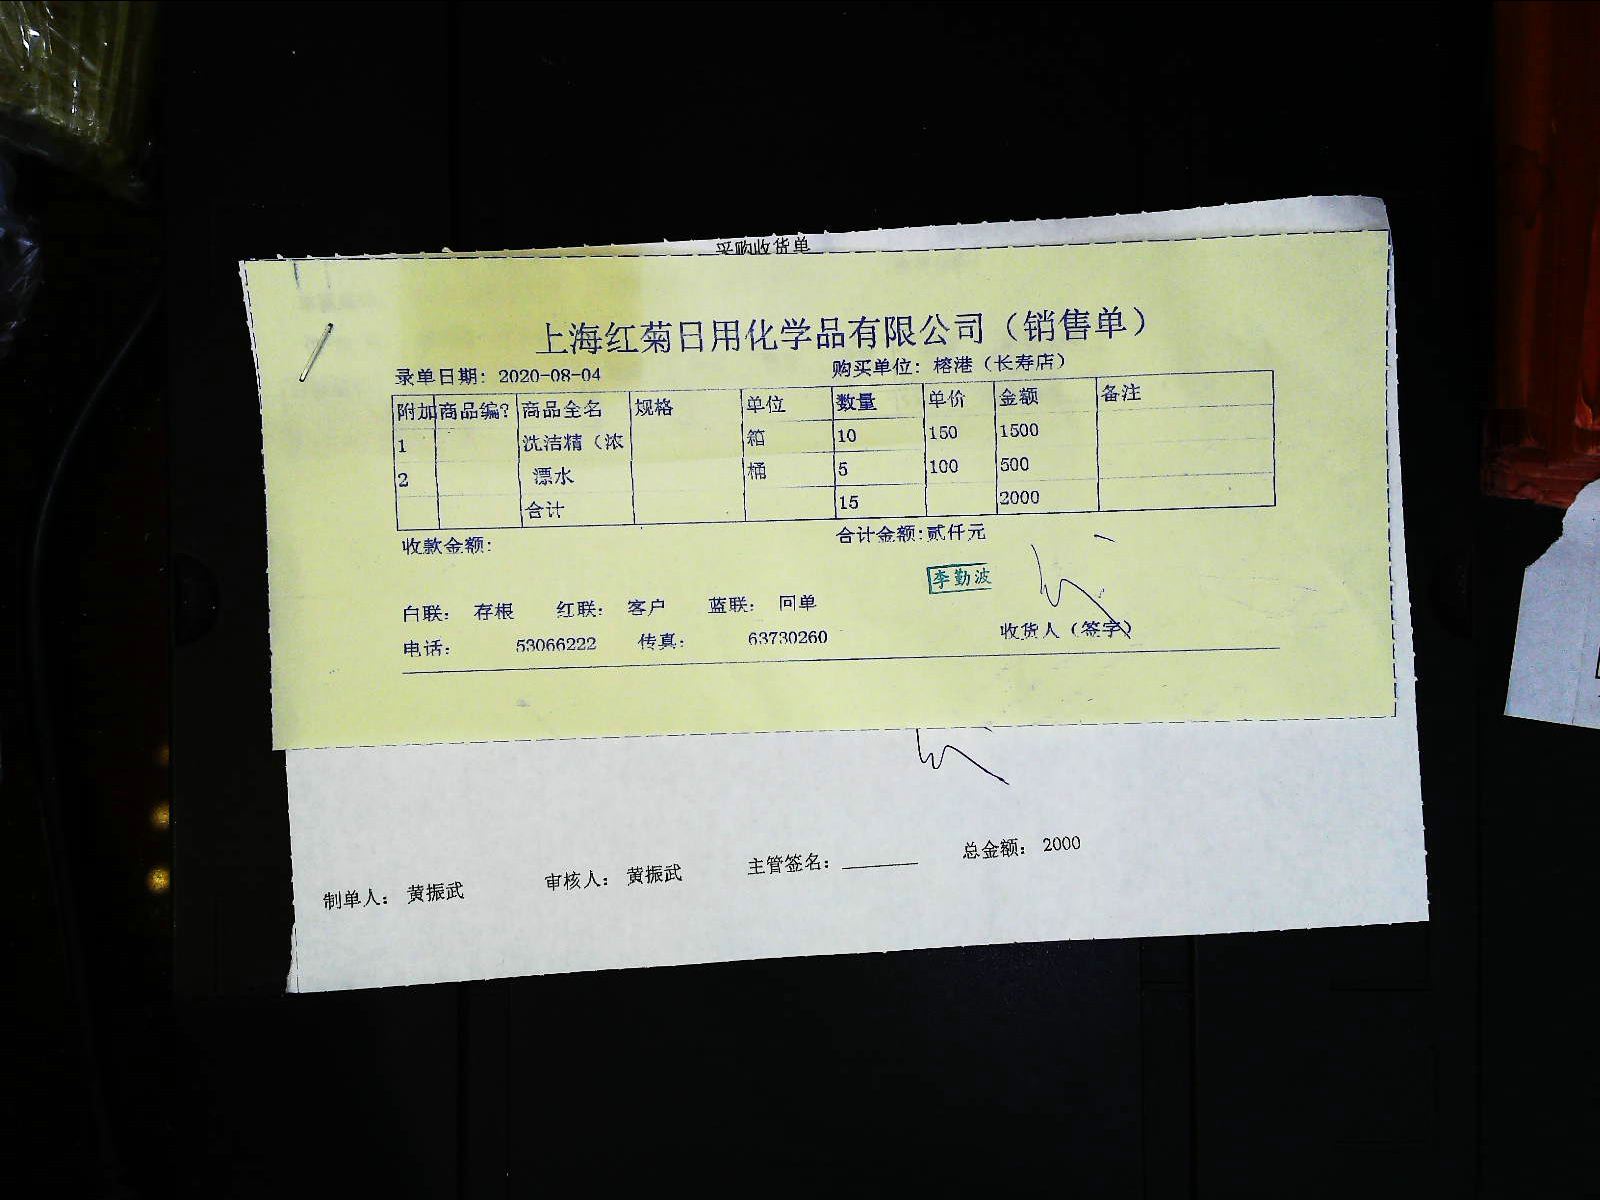 采购收货单
上海红菊日用化学品有限公司（销售单）
录单日期: 2020-08-04 购买单位: 榕港（长寿店）
附加 商品编? 商品全名 规格 单位 数量 单价 金额 备注
1 洗洁精（浓 箱 10 150 1500
2 漂水 桶 5 100 500
合计 15 2000
收款金额: 合计金额:贰仟元
李勤波
白联: 存根 红联: 客户 蓝联: 回单
电话: 53066222 传真: 63730260 收货人（签字）
制单人: 黄振武 审核人: 黄振武 主管签名: 总金额: 2000